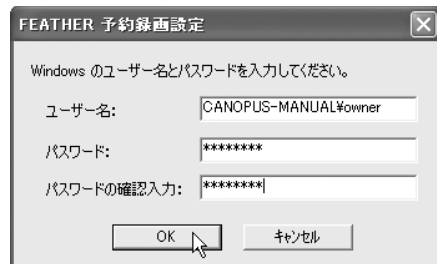 FEATHER 予約録画設定
Windows のユーザー名とパスワードを入力してください。
ユーザー名: CANOPUS-MANUAL¥owner
パスワード: ********
パスワードの確認入力: ********
OK キャンセル